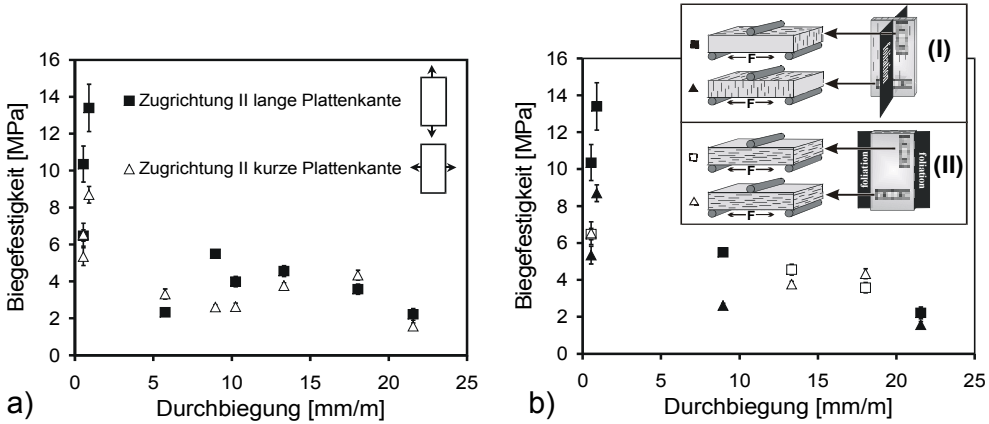 16
14
12
10
8
6
4
2
0
Biegefestigkeit [MPa]
Zugrichtung II lange Plattenkante
Zugrichtung II kurze Plattenkante
0 5 10 15 20 25
Durchbiegung [mm/m]
a)
16
14
12
10
8
6
4
2
0
Biegefestigkeit [MPa]
F
F
(I)
F
F
foliation
foliation
(II)
0 5 10 15 20 25
Durchbiegung [mm/m]
b)